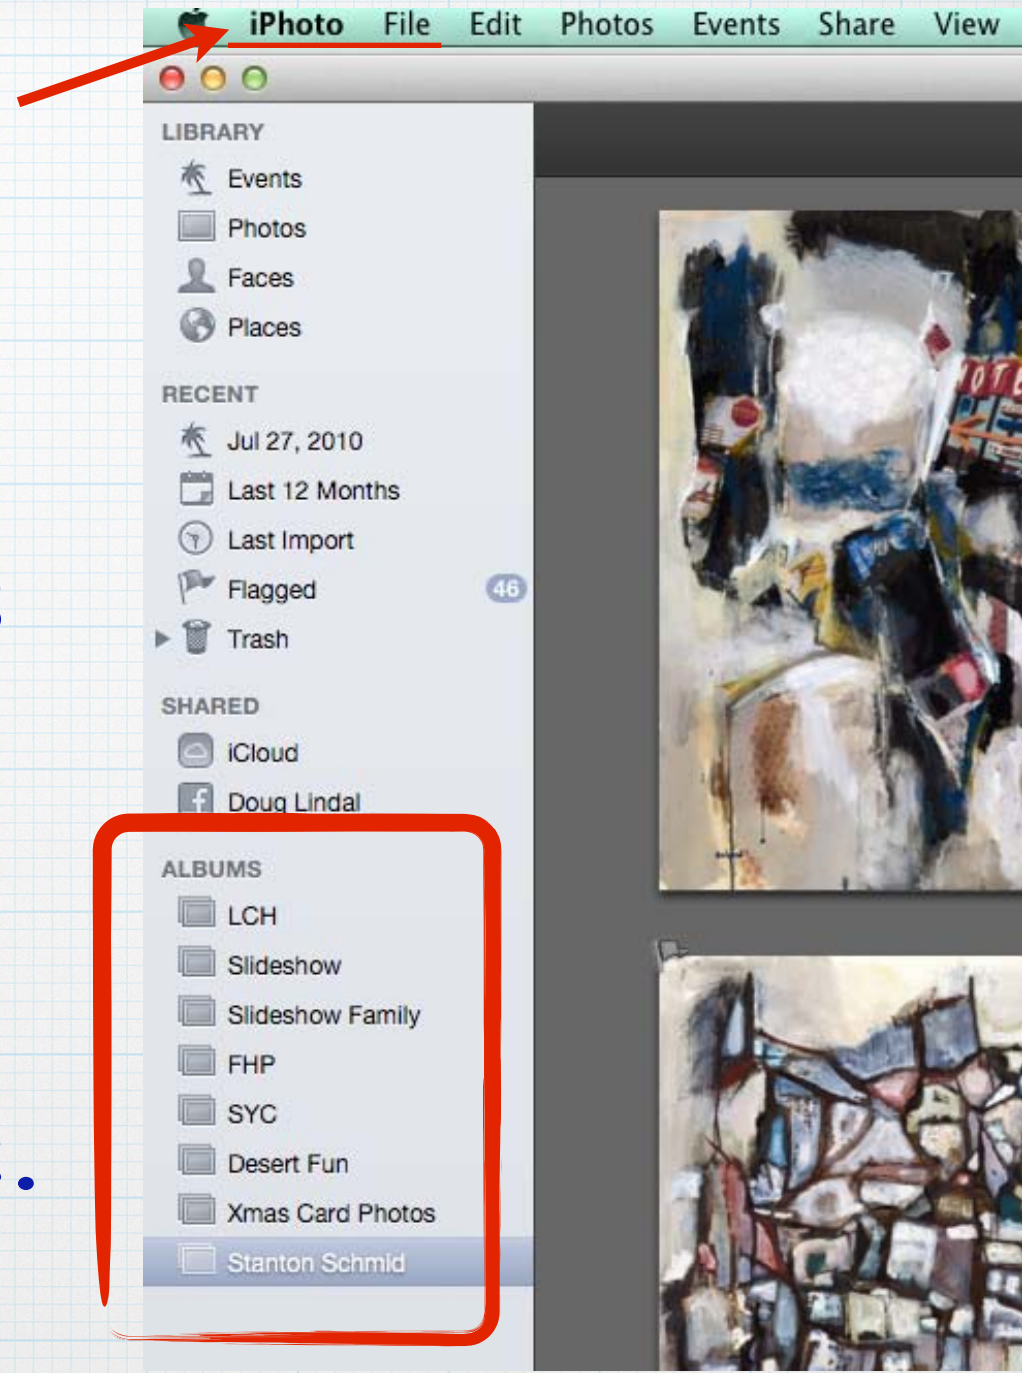 iPhoto File Edit Photos Events Share View
LIBRARY
Events
Photos
Faces
Places
RECENT
Jul 27, 2010
Last 12 Months
Last Import
Flagged 46
Trash
SHARED
iCloud
Doug Lindal
ALBUMS
LCH
Slideshow
Slideshow Family
FHP
SYC
Desert Fun
Xmas Card Photos
Stanton Schmid